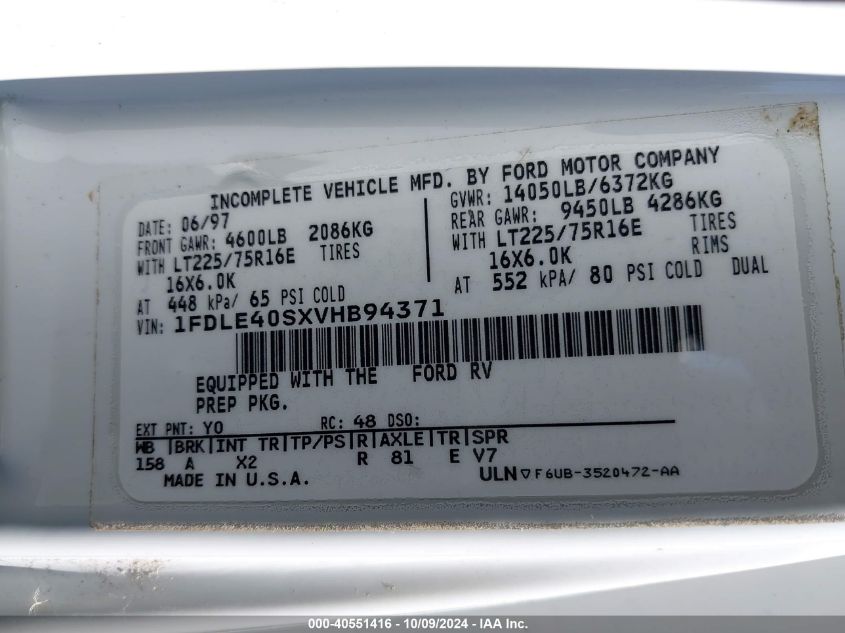 INCOMPLETE VEHICLE MFD. BY FORD MOTOR COMPANY
DATE: 06/97
FRONT GAWR: 4600LB 2086KG
WITH LT225/75R16E TIRES
16X6.0K
AT 448 kPa/ 65 PSI COLD
GVWR: 14050LB/6372KG
REAR GAWR: 9450LB 4286KG
WITH LT225/75R16E TIRES
16X6.0K RIMS
AT 552 kPa/ 80 PSI COLD DUAL
VIN: 1FDLE40SXVHB94371
EQUIPPED WITH THE FORD RV
PREP PKG.
EXT PNT: YO RC: 48 DSO:
WB |BRK|INT TR|TP/PS|R|AXLE|TR|SPR
158 A X2 R 81 E V7
MADE IN U.S.A. ULN ▽ F6UB-3520472-AA
000-40551416 - 10/09/2024 - IAA Inc.